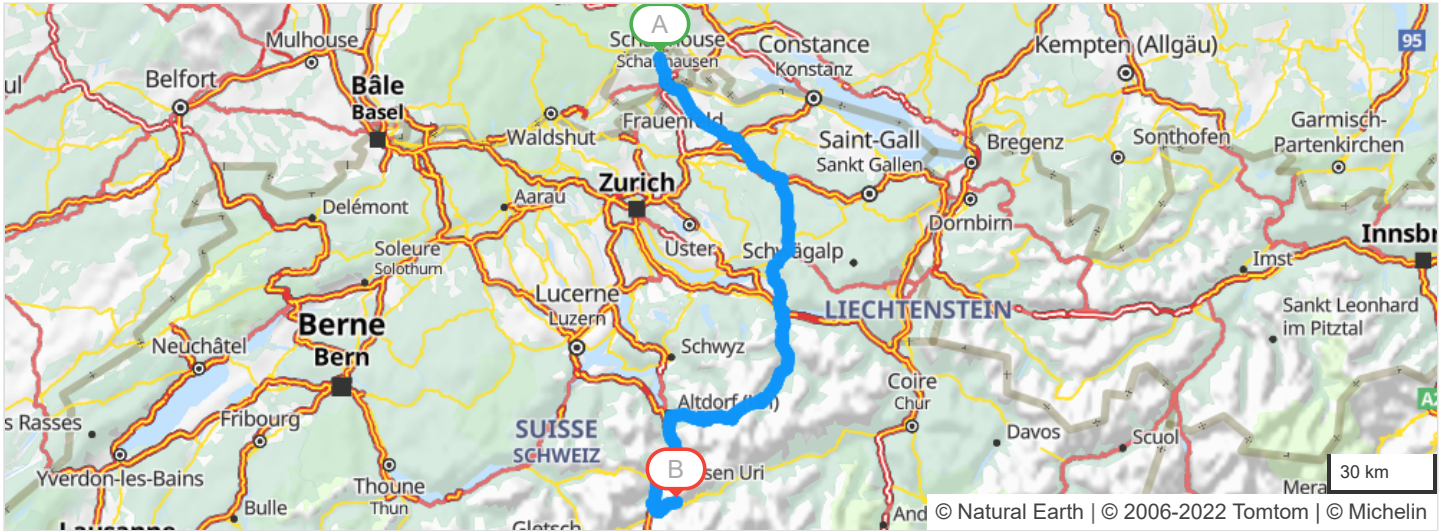 A
Mulhouse
Constance
Konstanz
Kempten (Allgäu)
95
Belfort
Bâle
Basel
Waldshut
Frauenfeld
Saint-Gall
Sankt Gallen
Bregenz
Sonthofen
Garmisch-
Partenkirchen
Zurich
Aarau
Delémont
Dornbirn
Uster
Soleure
Solothurn
Imst
Lucerne
Luzern
LIECHTENSTEIN
Sankt Leonhard
im Pitztal
Berne
Bern
Neuchâtel
Schwyz
Coire
Chur
Altdorf
s Rasses
Fribourg
SUISSE
SCHWEIZ
Davos
Scuol
B
sen Uri
Yverdon-les-Bains
Thoune
Thun
Bulle
30 km
© Natural Earth | © 2006-2022 Tomtom | © Michelin